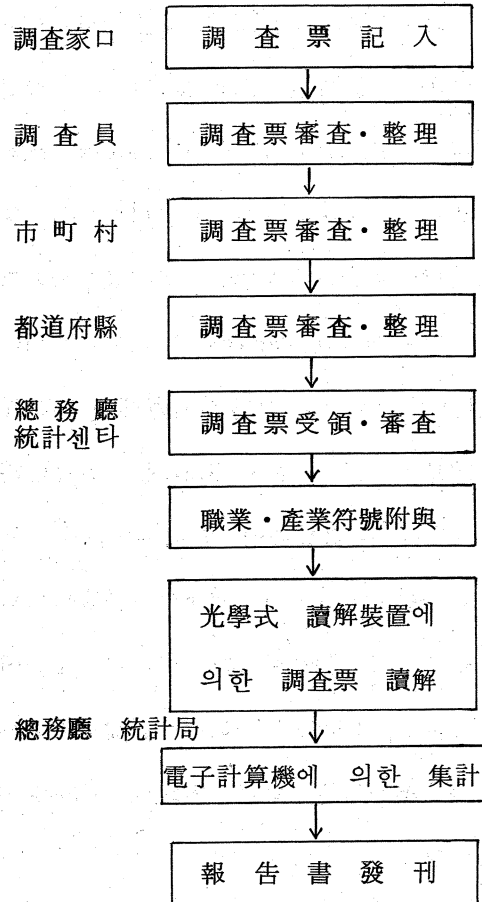 調査家口
調 査 票 記 入
調 査 員
調査票審査・整理
市 町 村
調査票審査・整理
都道府縣
調査票審査・整理
總 務 廳
統計센타
調査票受領・審査
職業・産業符號附與
光學式 讀解裝置에
의한 調査票 讀解
總務廳 統計局
電子計算機에 의한 集計
報 告 書 發 刊